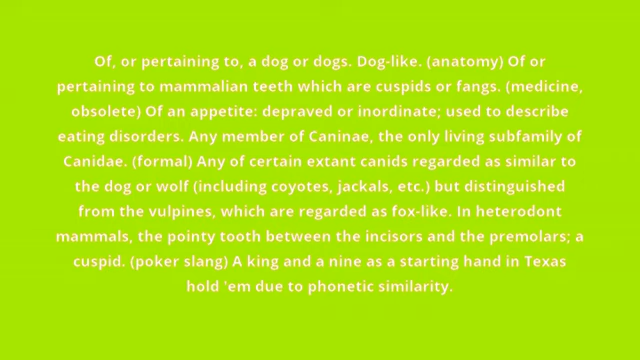 Of, or pertaining to, a dog or dogs. Dog-like. (anatomy) Of or
pertaining to mammalian teeth which are cuspids or fangs. (medicine,
obsolete) Of an appetite: depraved or inordinate; used to describe
eating disorders. Any member of Caninae, the only living subfamily of
Canidae. (formal) Any of certain extant canids regarded as similar to
the dog or wolf (including coyotes, jackals, etc.) but distinguished
from the vulpines, which are regarded as fox-like. In heterodont
mammals, the pointy tooth between the incisors and the premolars; a
cuspid. (poker slang) A king and a nine as a starting hand in Texas
hold 'em due to phonetic similarity.